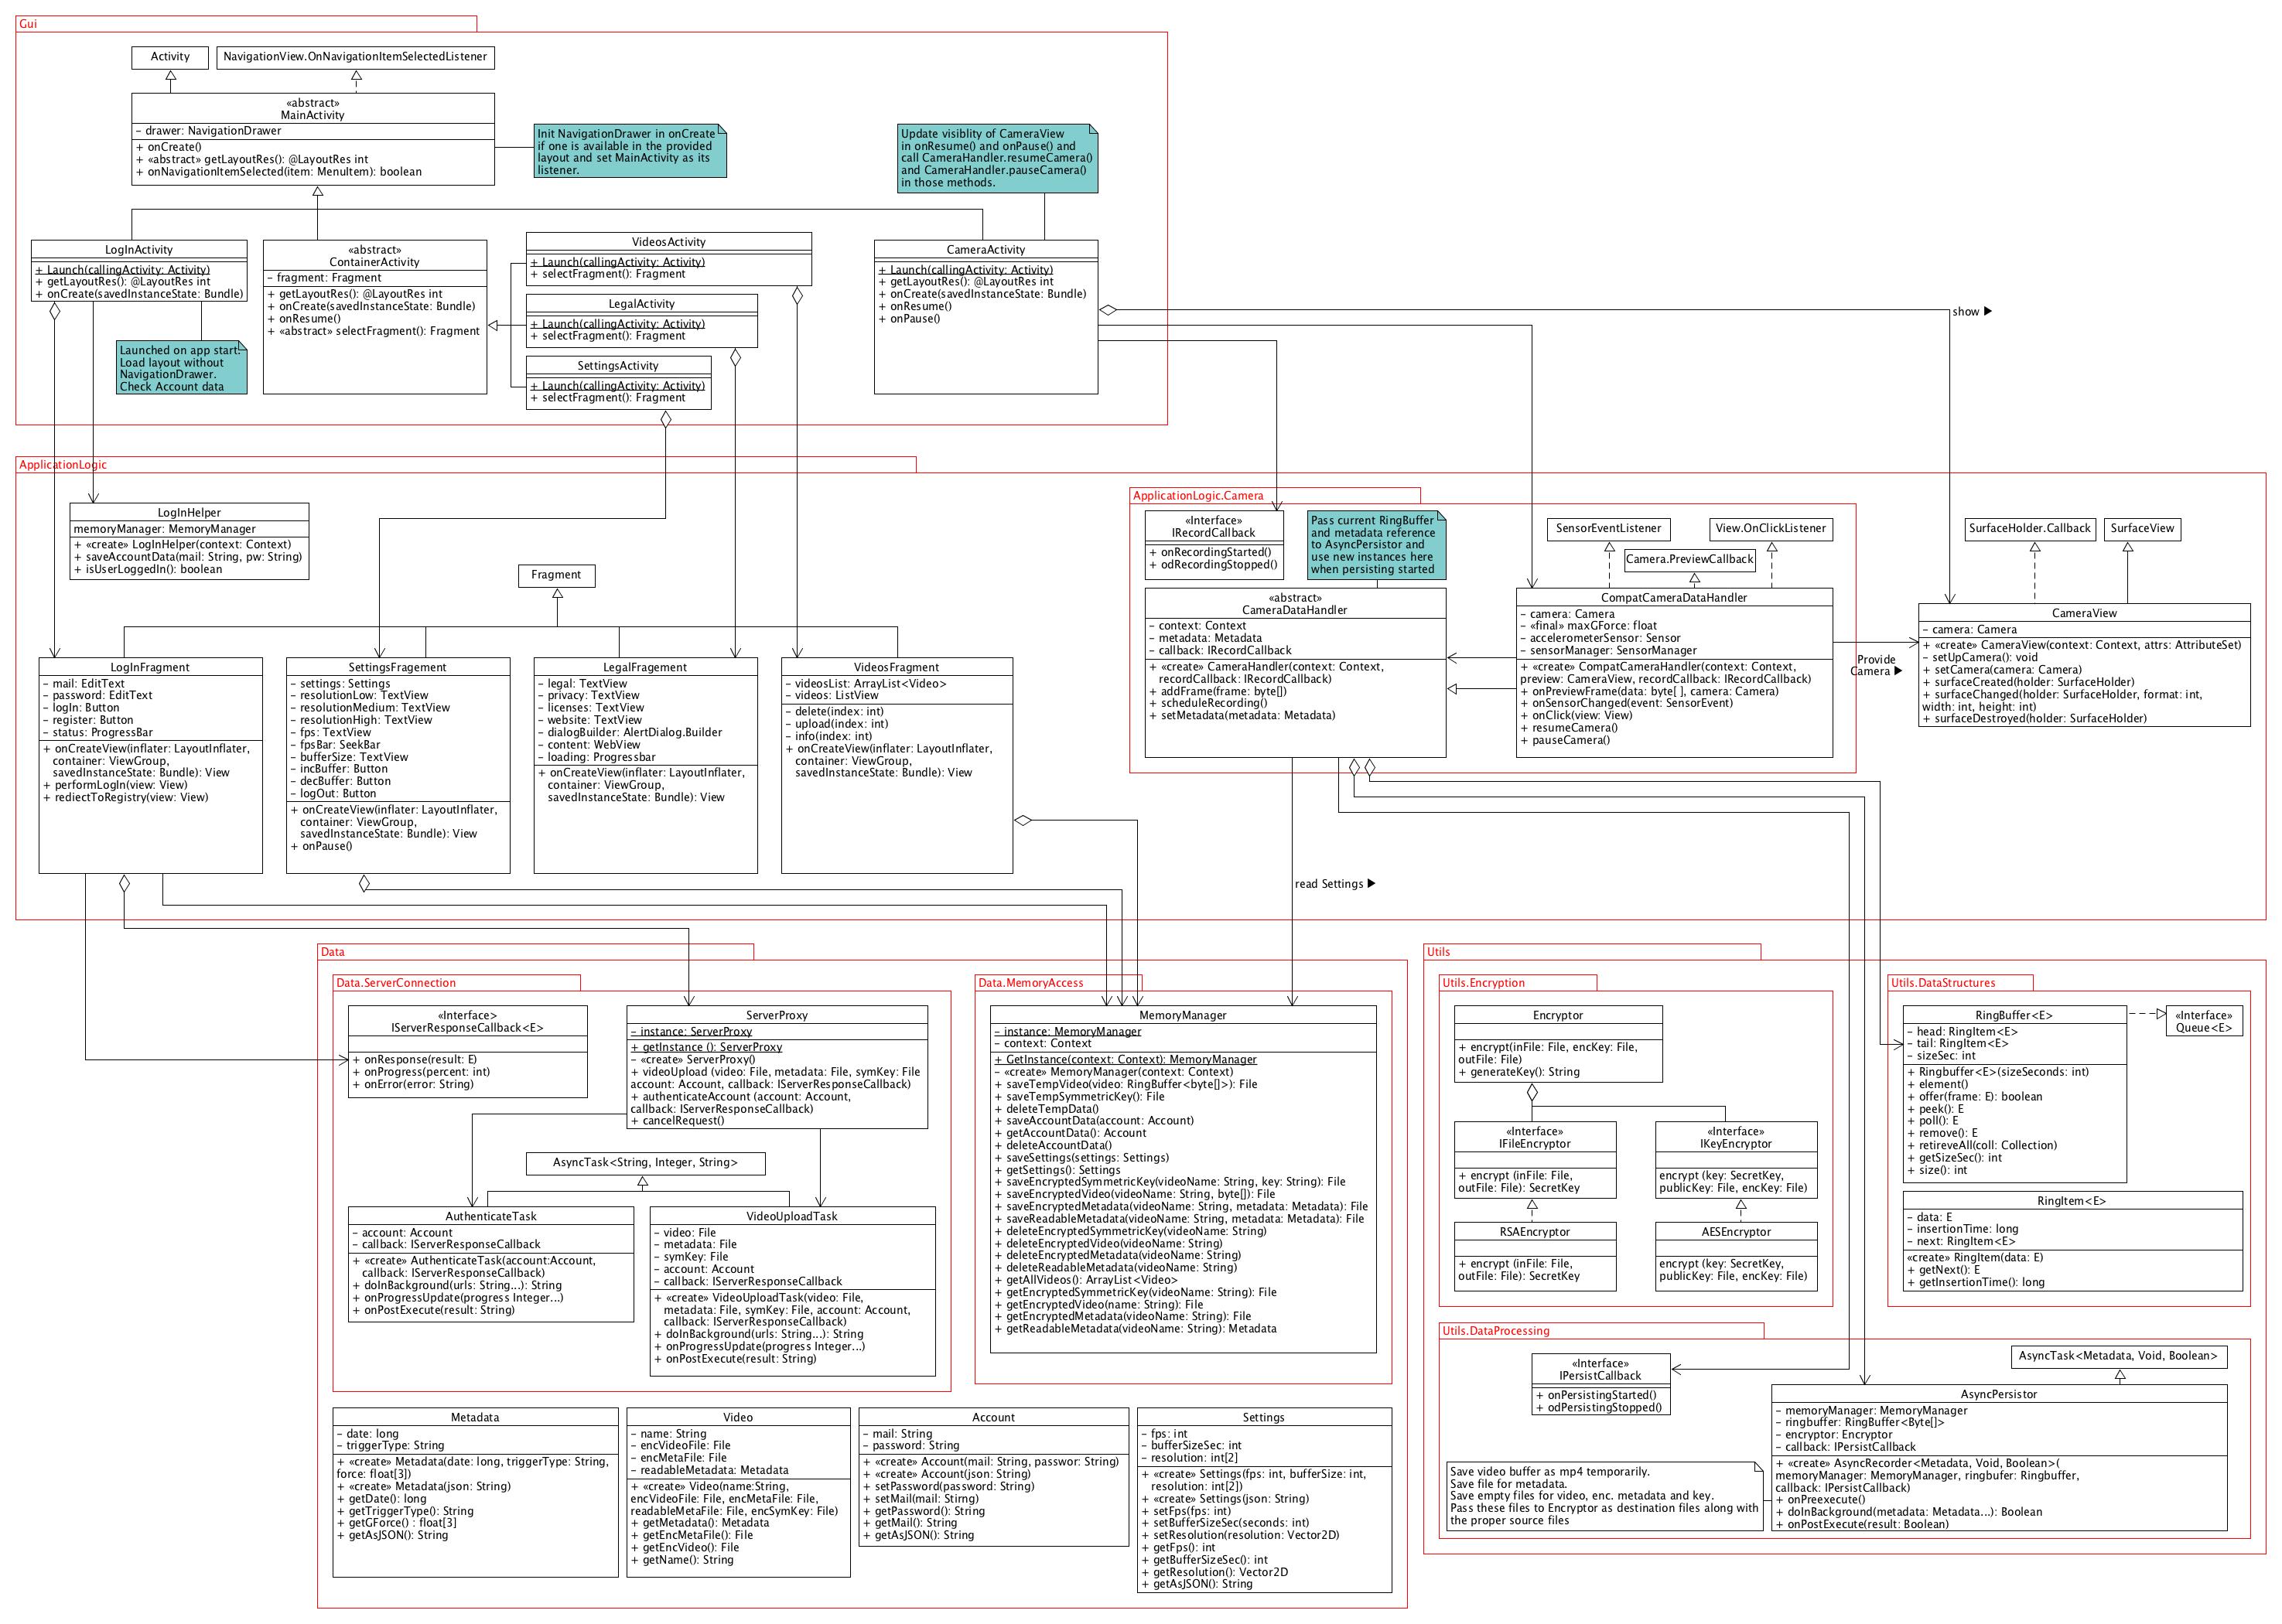 Gui
Activity
NavigationView.OnNavigationItemSelectedListener
«abstract»
MainActivity
- drawer: NavigationDrawer
+ onCreate()
+ «abstract» getLayoutRes(): @LayoutRes int
+ onNavigationItemSelected(item: MenuItem): boolean
Init NavigationDrawer in onCreate
if one is available in the provided
layout and set MainActivity as its
listener.
Update visiblity of CameraView
in onResume() and onPause() and
call CameraHandler.resumeCamera()
and CameraHandler.pauseCamera()
in those methods.
LogInActivity
+ Launch(callingActivity: Activity)
+ getLayoutRes(): @LayoutRes int
+ onCreate(savedInstanceState: Bundle)
Launched on app start.
Load layout without
NavigationDrawer.
Check Account data
«abstract»
ContainerActivity
- fragment: Fragment
+ getLayoutRes(): @LayoutRes int
+ onCreate(savedInstanceState: Bundle)
+ onResume()
+ «abstract» selectFragment(): Fragment
VideosActivity
+ Launch(callingActivity: Activity)
+ selectFragment(): Fragment
LegalActivity
+ Launch(callingActivity: Activity)
+ selectFragment(): Fragment
SettingsActivity
+ Launch(callingActivity: Activity)
+ selectFragment(): Fragment
CameraActivity
+ Launch(callingActivity: Activity)
+ getLayoutRes(): @LayoutRes int
+ onCreate(savedInstanceState: Bundle)
+ onResume()
+ onPause()
show ▶
ApplicationLogic
LogInHelper
memoryManager: MemoryManager
+ «create» LogInHelper(context: Context)
+ saveAccountData(mail: String, pw: String)
+ isUserLoggedIn(): boolean
Fragment
LogInFragment
- mail: EditText
- password: EditText
- logIn: Button
- register: Button
- status: ProgressBar
+ onCreateView(inflater: LayoutInflater,
container: ViewGroup,
savedInstanceState: Bundle): View
+ performLogIn(view: View)
+ rediectToRegistry(view: View)
SettingsFragement
- settings: Settings
- resolutionLow: TextView
- resolutionMedium: TextView
- resolutionHigh: TextView
- fps: TextView
- fpsBar: SeekBar
- bufferSize: TextView
- incBuffer: Button
- decBuffer: Button
- logOut: Button
+ onCreateView(inflater: LayoutInflater,
container: ViewGroup,
savedInstanceState: Bundle): View
+ onPause()
LegalFragement
- legal: TextView
- privacy: TextView
- licenses: TextView
- website: TextView
- dialogBuilder: AlertDialog.Builder
- content: WebView
- loading: Progressbar
+ onCreateView(inflater: LayoutInflater,
container: ViewGroup,
savedInstanceState: Bundle): View
VideosFragment
- videosList: ArrayList<Video>
- videos: ListView
- delete(index: int)
- upload(index: int)
- info(index: int)
+ onCreateView(inflater: LayoutInflater,
container: ViewGroup,
savedInstanceState: Bundle): View
ApplicationLogic.Camera
«Interface»
IRecordCallback
+ onRecordingStarted()
+ odRecordingStopped()
Pass current RingBuffer
and metadata reference
to AsyncPersistor and
use new instances here
when persisting started
«abstract»
CameraDataHandler
- context: Context
- metadata: Metadata
- callback: IRecordCallback
+ «create» CameraHandler(context: Context,
recordCallback: IRecordCallback)
+ addFrame(frame: byte[])
+ scheduleRecording()
+ setMetadata(metadata: Metadata)
SensorEventListener
View.OnClickListener
Camera.PreviewCallback
CompatCameraDataHandler
- camera: Camera
- «final» maxGForce: float
- accelerometerSensor: Sensor
- sensorManager: SensorManager
+ «create» CompatCameraHandler(context: Context,
preview: CameraView, recordCallback: IRecordCallback)
+ onPreviewFrame(data: byte[ ], camera: Camera)
+ onSensorChanged(event: SensorEvent)
+ onClick(view: View)
+ resumeCamera()
+ pauseCamera()
Provide
Camera ▶
SurfaceHolder.Callback
SurfaceView
CameraView
- camera: Camera
+ «create» CameraView(context: Context, attrs: AttributeSet)
- setUpCamera(): void
+ setCamera(camera: Camera)
+ surfaceCreated(holder: SurfaceHolder)
+ surfaceChanged(holder: SurfaceHolder, format: int,
width: int, height: int)
+ surfaceDestroyed(holder: SurfaceHolder)
read Settings ▶
Data
Data.ServerConnection
«Interface»
IServerResponseCallback<E>
+ onResponse(result: E)
+ onProgress(percent: int)
+ onError(error: String)
ServerProxy
- instance: ServerProxy
+ getInstance (): ServerProxy
- «create» ServerProxy()
+ videoUpload (video: File, metadata: File, symKey: File
account: Account, callback: IServerResponseCallback)
+ authenticateAccount (account: Account,
callback: IServerResponseCallback)
+ cancelRequest()
AsyncTask<String, Integer, String>
AuthenticateTask
- account: Account
- callback: IServerResponseCallback
+ «create» AuthenticateTask(account:Account,
callback: IServerResponseCallback)
+ doInBackground(urls: String...): String
+ onProgressUpdate(progress Integer...)
+ onPostExecute(result: String)
VideoUploadTask
- video: File
- metadata: File
- symKey: File
- account: Account
- callback: IServerResponseCallback
+ «create» VideoUploadTask(video: File,
metadata: File, symKey: File, account: Account,
callback: IServerResponseCallback)
+ doInBackground(urls: String...): String
+ onProgressUpdate(progress Integer...)
+ onPostExecute(result: String)
Data.MemoryAccess
MemoryManager
- instance: MemoryManager
- context: Context
+ GetInstance(context: Context): MemoryManager
- «create» MemoryManager(context: Context)
+ saveTempVideo(video: RingBuffer<byte[]>): File
+ saveTempSymmetricKey(): File
+ deleteTempData()
+ saveAccountData(account: Account)
+ getAccountData(): Account
+ deleteAccountData()
+ saveSettings(settings: Settings)
+ getSettings(): Settings
+ saveEncryptedSymmetricKey(videoName: String, key: String): File
+ saveEncryptedVideo(videoName: String, byte[]): File
+ saveEncryptedMetadata(videoName: String, metadata: Metadata): File
+ saveReadableMetadata(videoName: String, metadata: Metadata): File
+ deleteEncryptedSymmetricKey(videoName: String)
+ deleteEncryptedVideo(videoName: String)
+ deleteEncryptedMetadata(videoName: String)
+ deleteReadableMetadata(videoName: String)
+ getAllVideos(): ArrayList<Video>
+ getEncryptedSymmetricKey(videoName: String): File
+ getEncryptedVideo(name: String): File
+ getEncryptedMetadata(videoName: String): File
+ getReadableMetadata(videoName: String): Metadata
Metadata
- date: long
- triggerType: String
+ «create» Metadata(date: long, triggerType: String,
force: float[3])
+ «create» Metadata(json: String)
+ getDate(): long
+ getTriggerType(): String
+ getGForce() : float[3]
+ getAsJSON(): String
Video
- name: String
- encVideoFile: File
- encMetaFile: File
- readableMetadata: Metadata
+ «create» Video(name:String,
encVideoFile: File, encMetaFile: File,
readableMetaFile: File, encSymKey: File)
+ getMetadata(): Metadata
+ getEncMetaFile(): File
+ getEncVideo(): File
+ getName(): String
Account
- mail: String
- password: String
+ «create» Account(mail: String, passwor: String)
+ «create» Account(json: String)
+ setPassword(password: String)
+ setMail(mail: Stirng)
+ getPassword(): String
+ getMail(): String
+ getAsJSON(): String
Settings
- fps: int
- bufferSizeSec: int
- resolution: int[2]
+ «create» Settings(fps: int, bufferSize: int,
resolution: int[2])
+ «create» Settings(json: String)
+ setFps(fps: int)
+ setBufferSizeSec(seconds: int)
+ setResolution(resolution: Vector2D)
+ getFps(): int
+ getBufferSizeSec(): int
+ getResolution(): Vector2D
+ getAsJSON(): String
Utils
Utils.Encryption
Encryptor
+ encrypt(inFile: File, encKey: File,
outFile: File)
+ generateKey(): String
«Interface»
IFileEncryptor
+ encrypt (inFile: File,
outFile: File): SecretKey
«Interface»
IKeyEncryptor
encrypt (key: SecretKey,
publicKey: File, encKey: File)
RSAEncryptor
+ encrypt (inFile: File,
outFile: File): SecretKey
AESEncryptor
encrypt (key: SecretKey,
publicKey: File, encKey: File)
Utils.DataStructures
RingBuffer<E>
- head: RingItem<E>
- tail: RingItem<E>
- sizeSec: int
+ Ringbuffer<E>(sizeSeconds: int)
+ element()
+ offer(frame: E): boolean
+ peek(): E
+ poll(): E
+ remove(): E
+ retireveAll(coll: Collection)
+ getSizeSec(): int
+ size(): int
«Interface»
Queue<E>
RingItem<E>
- data: E
- insertionTime: long
- next: RingItem<E>
«create» RingItem(data: E)
+ getNext(): E
+ getInsertionTime(): long
Utils.DataProcessing
«Interface»
IPersistCallback
+ onPersistingStarted()
+ odPersistingStopped()
AsyncTask<Metadata, Void, Boolean>
AsyncPersistor
- memoryManager: MemoryManager
- ringbuffer: RingBuffer<Byte[]>
- encryptor: Encryptor
- callback: IPersistCallback
+ «create» AsyncRecorder<Metadata, Void, Boolean>(
memoryManager: MemoryManager, ringbufer: Ringbuffer,
callback: IPersistCallback)
+ onPreexecute()
+ doInBackground(metadata: Metadata...): Boolean
+ onPostExecute(result: Boolean)
Save video buffer as mp4 temporarily.
Save file for metadata.
Save empty files for video, enc. metadata and key.
Pass these files to Encryptor as destination files along with
the proper source files